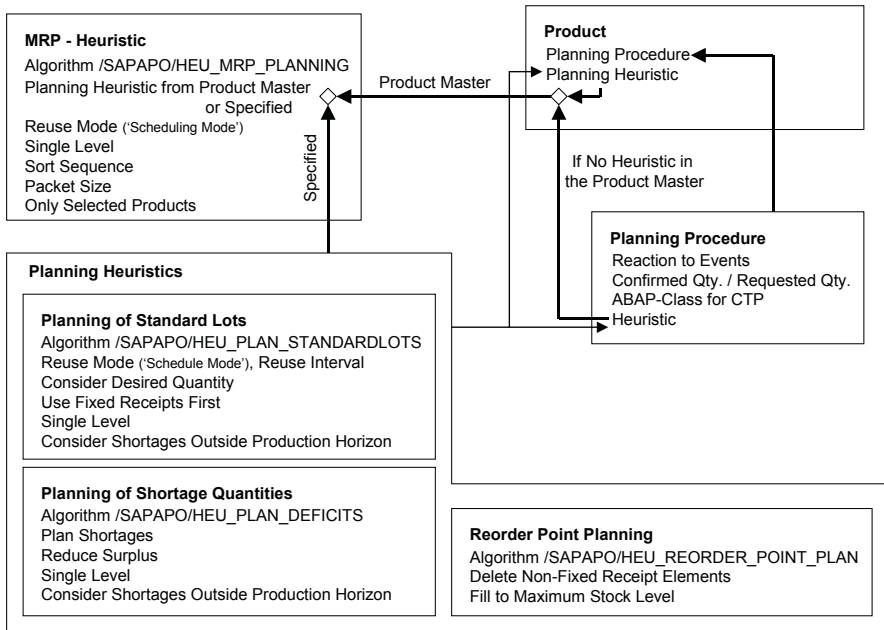 MRP - Heuristic
Algorithm /SAPAPO/HEU_MRP_PLANNING
Planning Heuristic from Product Master
or Specified
Reuse Mode (‘Scheduling Mode’)
Single Level
Sort Sequence
Packet Size
Only Selected Products
Product Master
Specified
Product
Planning Procedure
Planning Heuristic
If No Heuristic in
the Product Master
Planning Procedure
Reaction to Events
Confirmed Qty. / Requested Qty.
ABAP-Class for CTP
Heuristic
Planning Heuristics
Planning of Standard Lots
Algorithm /SAPAPO/HEU_PLAN_STANDARDLOTS
Reuse Mode (‘Schedule Mode’), Reuse Interval
Consider Desired Quantity
Use Fixed Receipts First
Single Level
Consider Shortages Outside Production Horizon
Planning of Shortage Quantities
Algorithm /SAPAPO/HEU_PLAN_DEFICITS
Plan Shortages
Reduce Surplus
Single Level
Consider Shortages Outside Production Horizon
Reorder Point Planning
Algorithm /SAPAPO/HEU_REORDER_POINT_PLAN
Delete Non-Fixed Receipt Elements
Fill to Maximum Stock Level